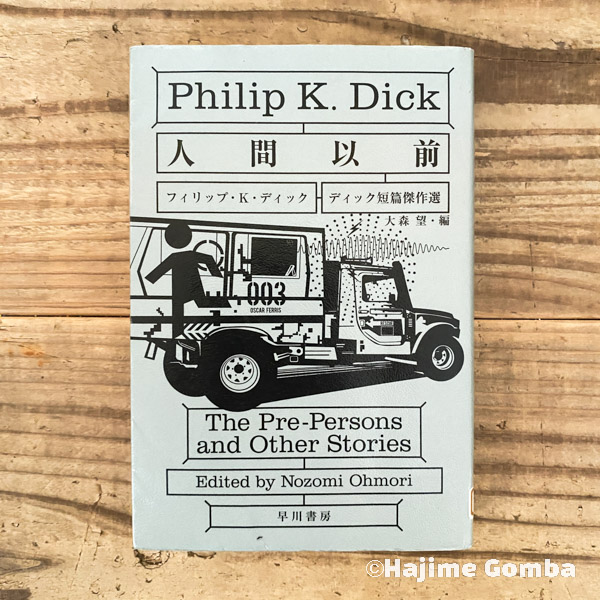 Philip K. Dick
人間以前
フィリップ・K・ディック
ディック短篇傑作選
大森 望・編
003
OSCAR FERRIS
The Pre-Persons
and Other Stories
Edited by Nozomi Ohmori
早川書房
©Hajime Gomba